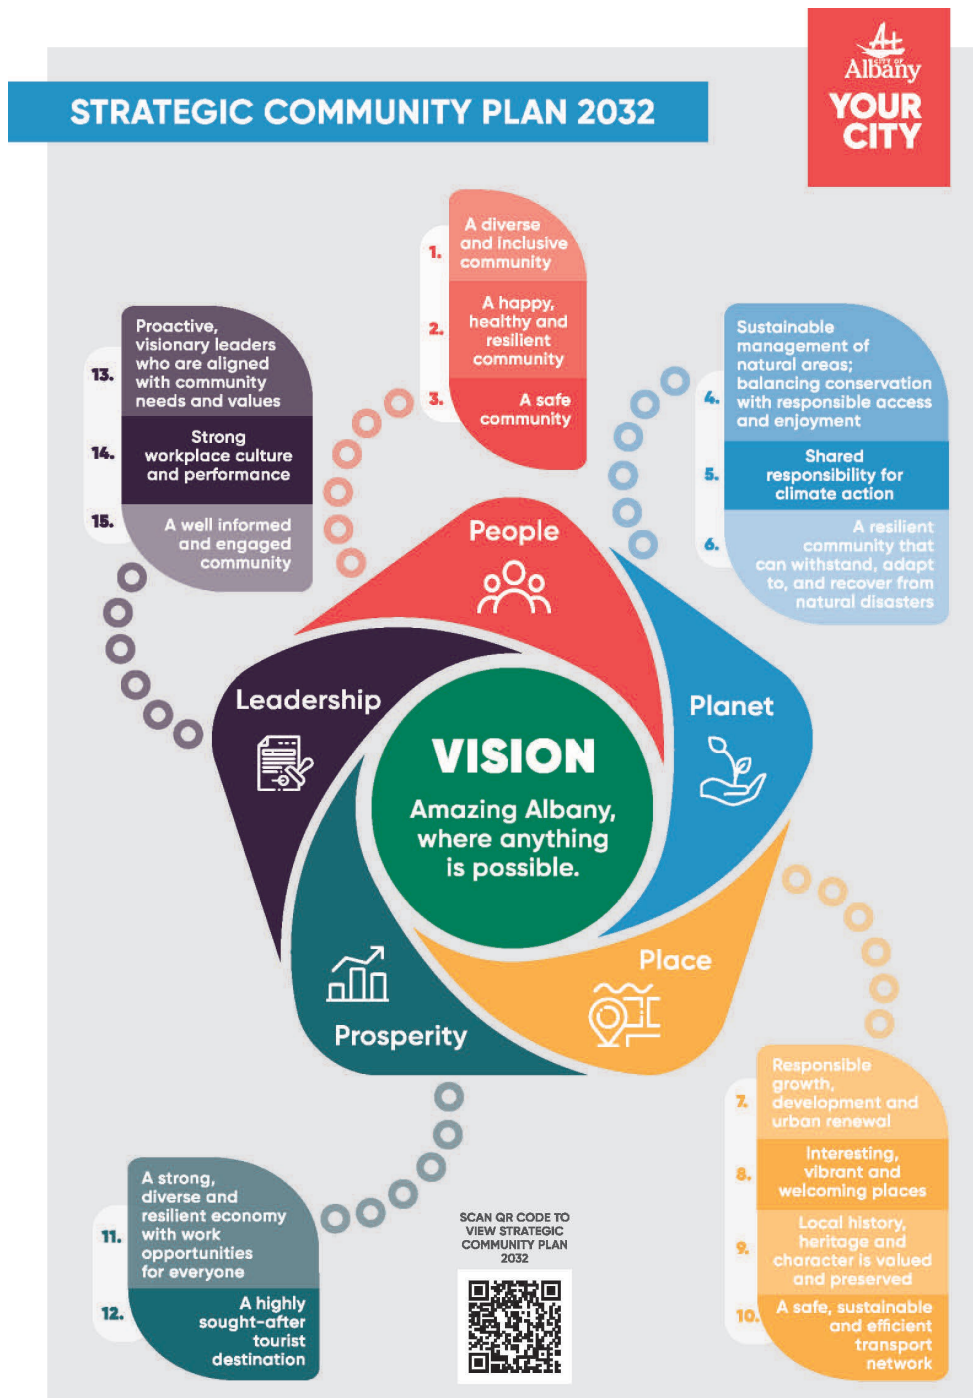 CITY OF
Albany
YOUR
CITY
STRATEGIC COMMUNITY PLAN 2032
1.
A diverse
and inclusive
community
2.
A happy,
healthy and
resilient
community
3.
A safe
community
13.
Proactive,
visionary leaders
who are aligned
with community
needs and values
14.
Strong
workplace culture
and performance
15.
A well informed
and engaged
community
4.
Sustainable
management of
natural areas;
balancing conservation
with responsible access
and enjoyment
5.
Shared
responsibility for
climate action
6.
A resilient
community that
can withstand, adapt
to, and recover from
natural disasters
People
Leadership
Planet
VISION
Amazing Albany,
where anything
is possible.
Place
Prosperity
7.
Responsible
growth,
development and
urban renewal
8.
Interesting,
vibrant and
welcoming places
9.
Local history,
heritage and
character is valued
and preserved
10.
A safe, sustainable
and efficient
transport
network
11.
A strong,
diverse and
resilient economy
with work
opportunities
for everyone
12.
A highly
sought-after
tourist
destination
SCAN QR CODE TO
VIEW STRATEGIC
COMMUNITY PLAN
2032